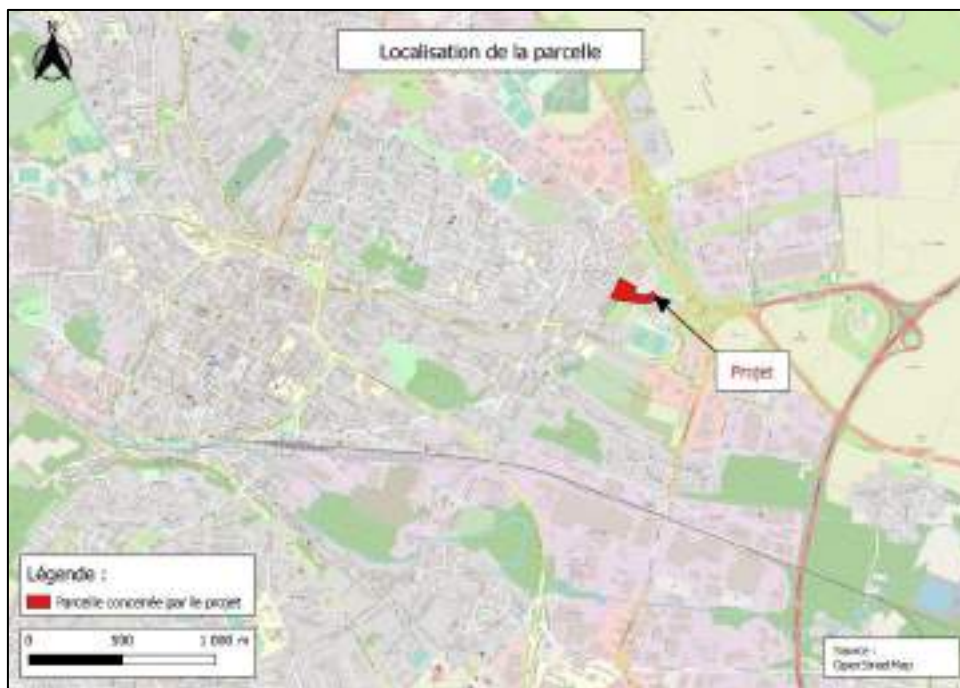 N
Localisation de la parcelle
Projet
Légende :
Parcelle concernée par le projet
0 500 1 000 m
Source :
OpenStreetMap